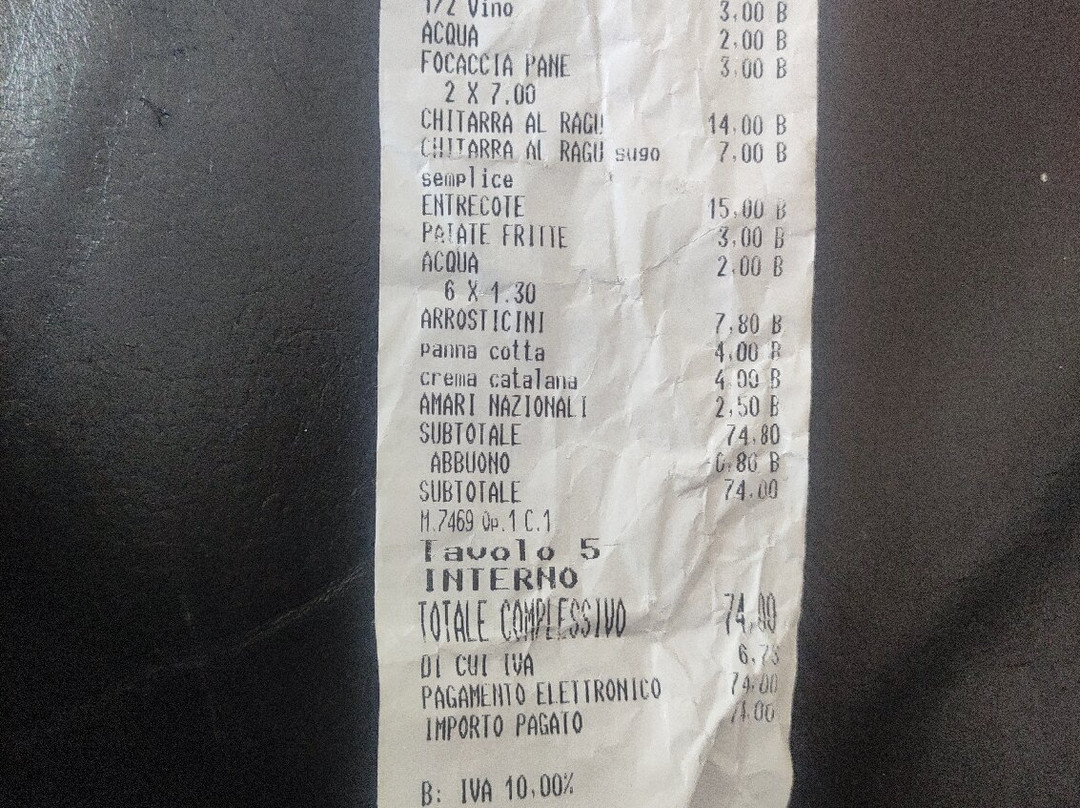 1/2 Vino 3,00 B
ACQUA 2,00 B
FOCACCIA PANE 3,00 B
2 X 7,00
CHITARRA AL RAGU 14,00 B
CHITARRA AL RAGU sugo 7,00 B
semplice
ENTRECOTE 15,00 B
PATATE FRITTE 3,00 B
ACQUA 2,00 B
6 X 1.30
ARROSTICINI 7,80 B
panna cotta 4,00 B
crema catalana 4,00 B
AMARI NAZIONALI 2,50 B
SUBTOTALE 74,80
ABBUONO -0,80 B
SUBTOTALE 74,00
M.7469 Op.1 C.1
Tavolo 5
INTERNO
TOTALE COMPLESSIVO 74,00
DI CUI IVA 6,73
PAGAMENTO ELETTRONICO 74,00
IMPORTO PAGATO 74,00
B: IVA 10,00%